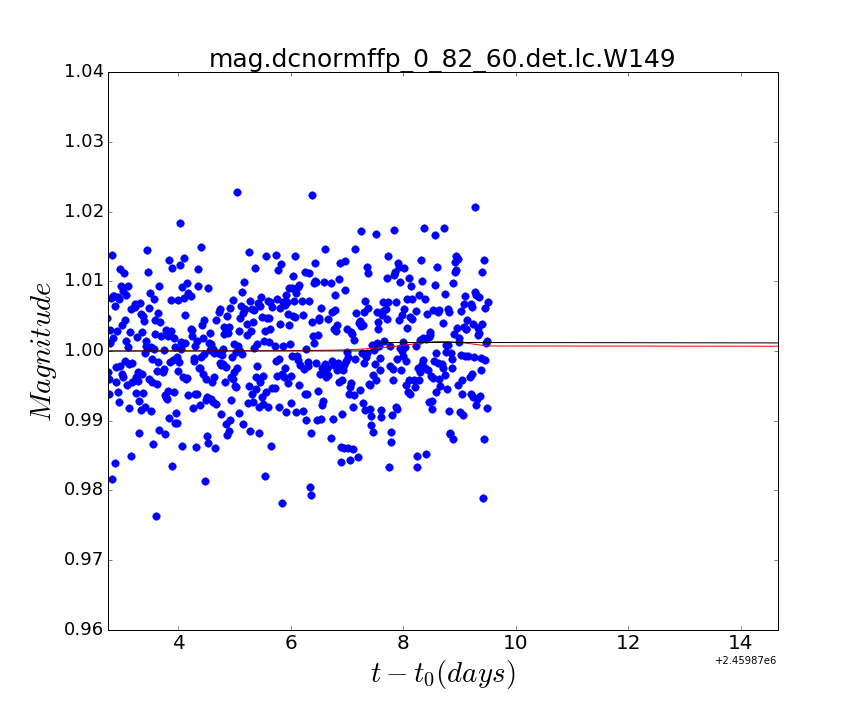 mag.dcnormffp_0_82_60.det.lc.W149
1.04
1.03
1.02
1.01
1.00
0.99
0.98
0.97
0.96
Magnitude
4 6 8 10 12 14
+2.45987e6
t − t₀(days)